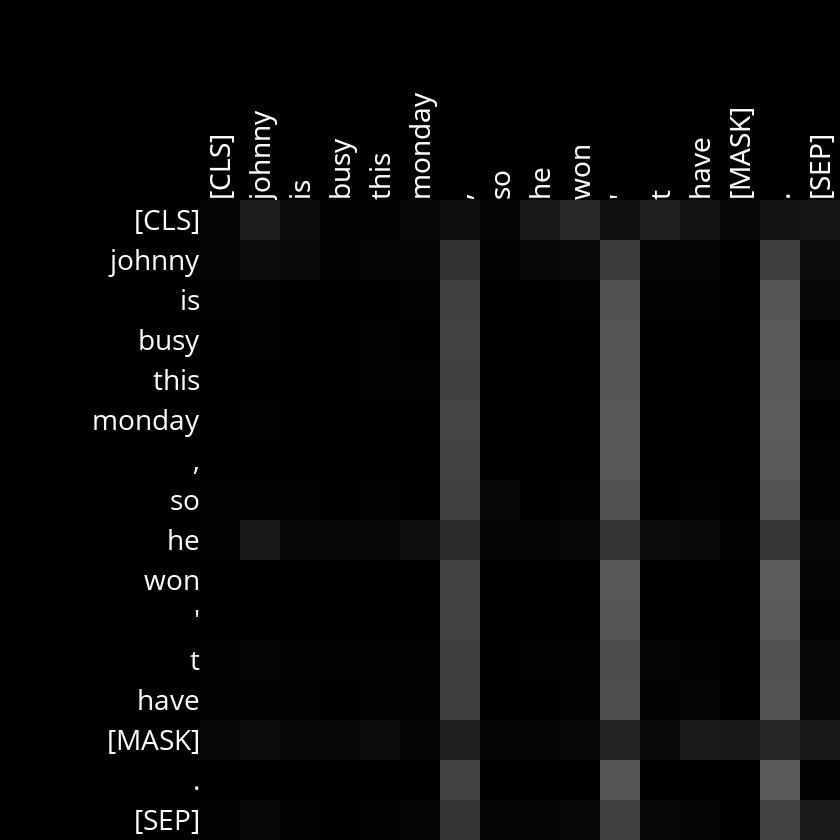 [CLS] johnny is busy this monday , so he won ' t have [MASK] . [SEP]
[CLS]
johnny
is
busy
this
monday
,
so
he
won
'
t
have
[MASK]
.
[SEP]